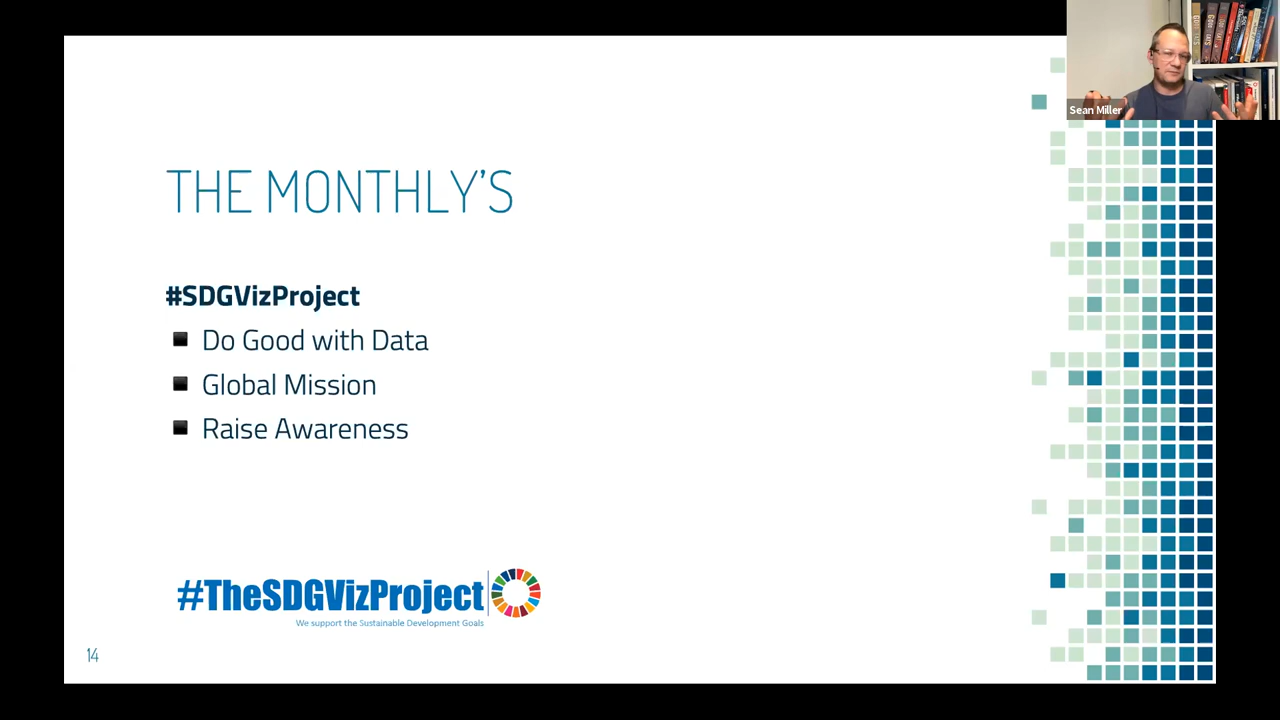 Sean Miller
THE MONTHLY'S
#SDGVizProject
Do Good with Data
Global Mission
Raise Awareness
#TheSDGVizProject
We support the Sustainable Development Goals
14